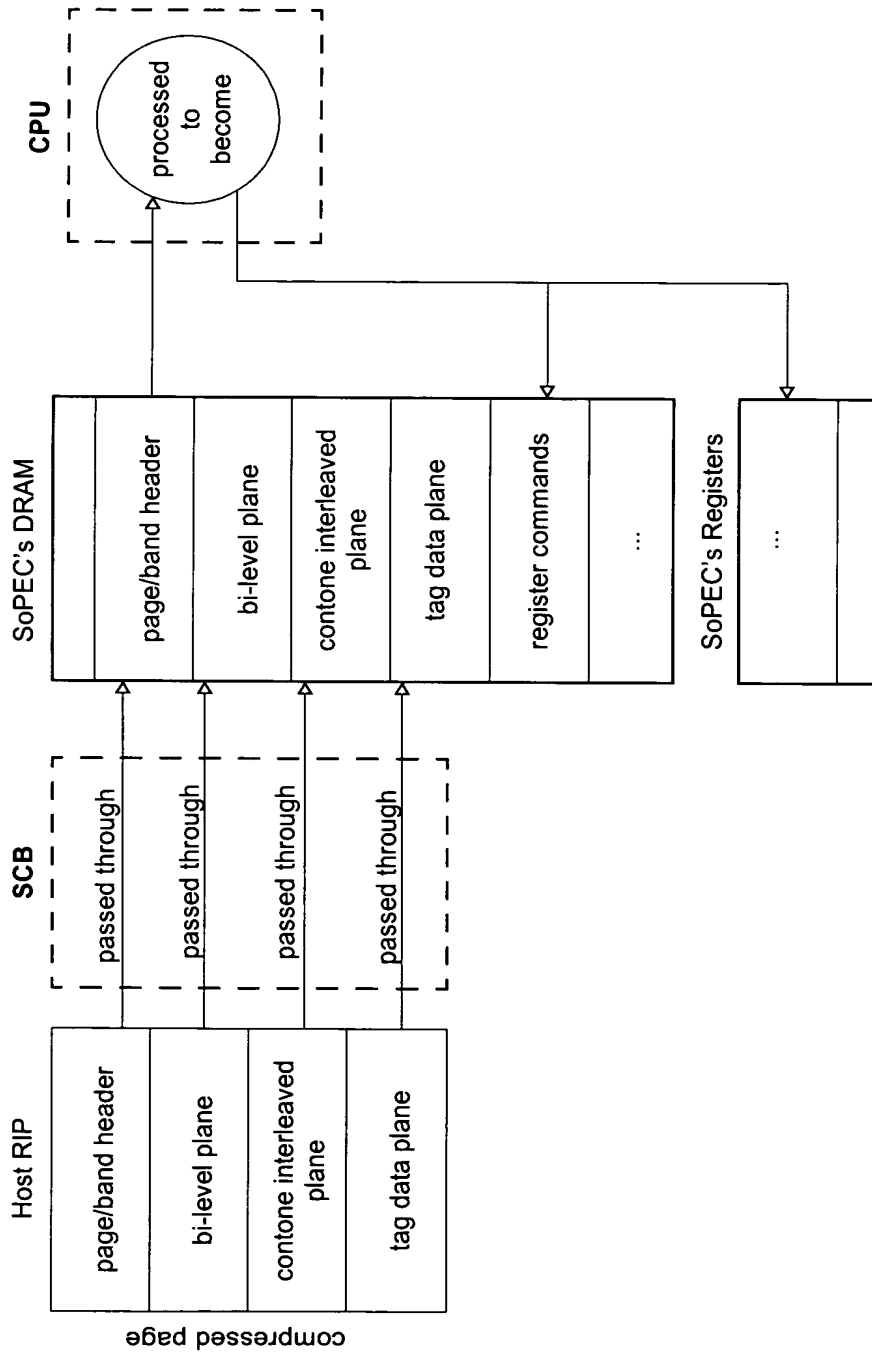 Host RIP
compressed page
page/band header
bi-level plane
contone interleaved
plane
tag data plane
SCB
passed through
passed through
passed through
passed through
SoPEC's DRAM
page/band header
bi-level plane
contone interleaved
plane
tag data plane
register commands
...
CPU
processed
to
become
SoPEC's Registers
...